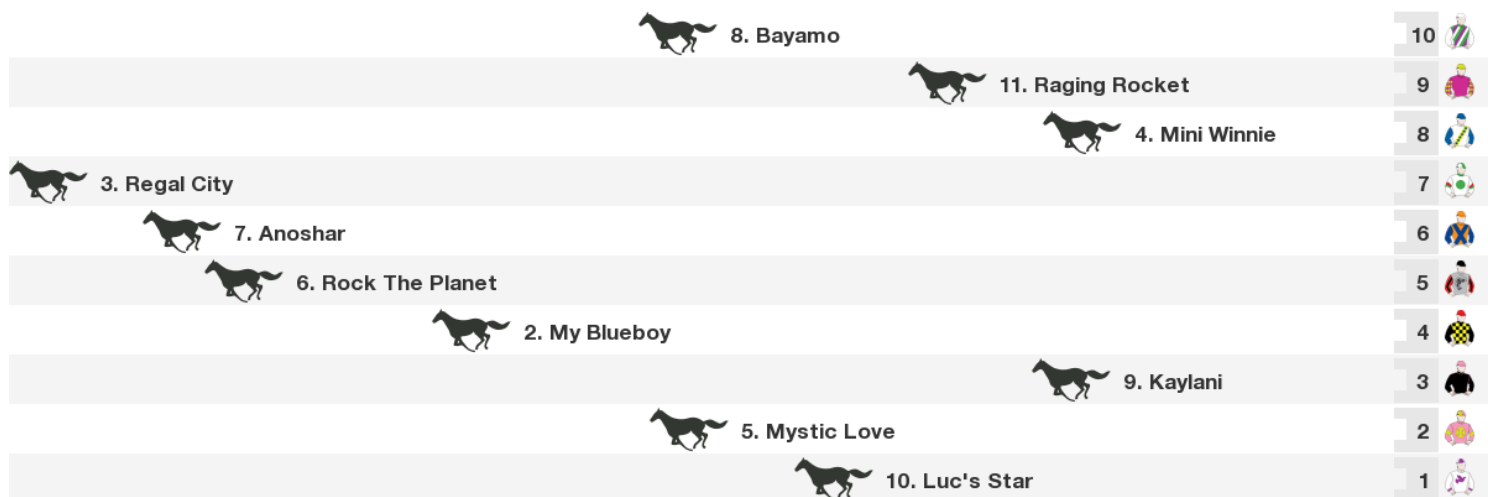 8. Bayamo 10
11. Raging Rocket 9
4. Mini Winnie 8
3. Regal City 7
7. Anoshar 6
6. Rock The Planet 5
2. My Blueboy 4
9. Kaylani 3
5. Mystic Love 2
10. Luc's Star 1